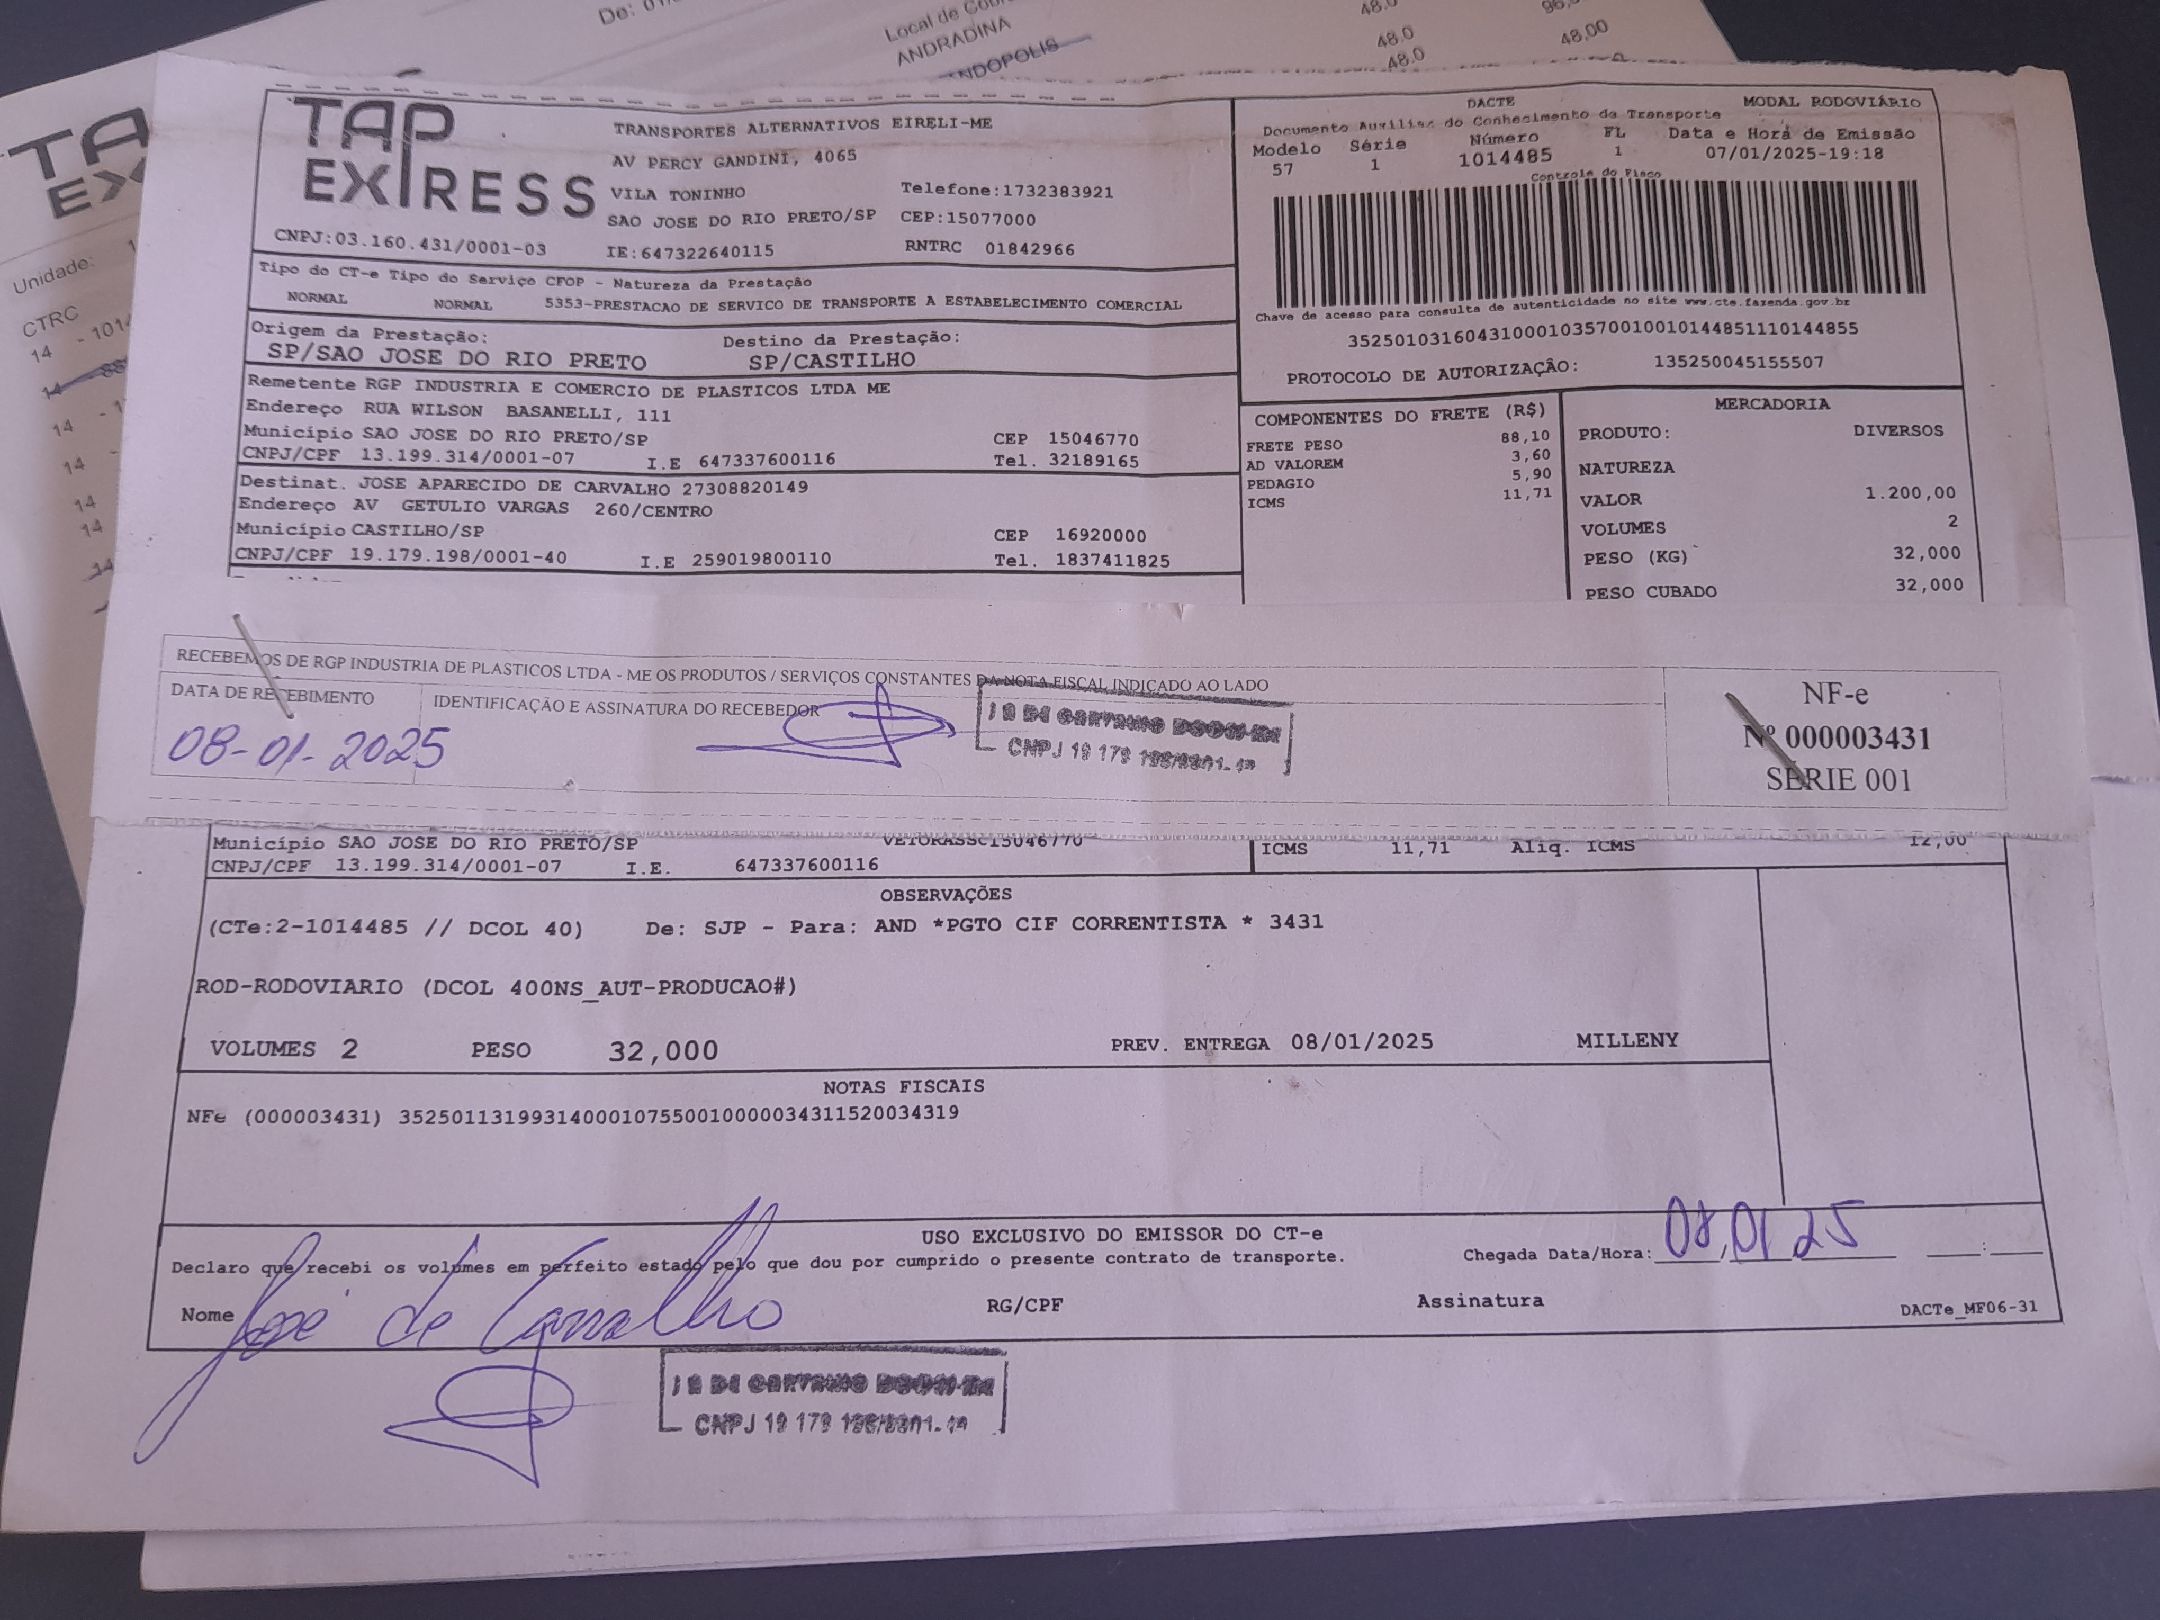 De: 01/
Local de Cob
ANDRADINA
NDOPOLIS
48.0
48.0
48.0
96,
48,00
TA
EX
Unidade:
CTRC
14 - 1014
14
14
14
14
14
TAP
EXPRESS
TRANSPORTES ALTERNATIVOS EIRELI-ME
AV PERCY GANDINI, 4065
VILA TONINHO Telefone:1732383921
SAO JOSE DO RIO PRETO/SP CEP:15077000
CNPJ:03.160.431/0001-03 IE:647322640115 RNTRC 01842966
DACTE MODAL RODOVIÁRIO
Documento Auxiliar do Conhecimento de Transporte
Modelo Série Número FL Data e Hora de Emissão
57 1 1014485 1 07/01/2025-19:18
Controle do Fisco
Chave de acesso para consulta de autenticidade no site www.cte.fazenda.gov.br
35250103160431000103570010010144851110144855
PROTOCOLO DE AUTORIZAÇÃO: 135250045155507
Tipo do CT-e Tipo do Serviço CFOP - Natureza da Prestação
NORMAL NORMAL 5353-PRESTACAO DE SERVICO DE TRANSPORTE A ESTABELECIMENTO COMERCIAL
Origem da Prestação: Destino da Prestação:
SP/SAO JOSE DO RIO PRETO SP/CASTILHO
Remetente RGP INDUSTRIA E COMERCIO DE PLASTICOS LTDA ME
Endereço RUA WILSON BASANELLI, 111
Município SAO JOSE DO RIO PRETO/SP CEP 15046770
CNPJ/CPF 13.199.314/0001-07 I.E 647337600116 Tel. 32189165
Destinat. JOSE APARECIDO DE CARVALHO 27308820149
Endereço AV GETULIO VARGAS 260/CENTRO
Município CASTILHO/SP CEP 16920000
CNPJ/CPF 19.179.198/0001-40 I.E 259019800110 Tel. 1837411825
COMPONENTES DO FRETE (R$)
FRETE PESO 88,10
AD VALOREM 3,60
PEDAGIO 5,90
ICMS 11,71
MERCADORIA
PRODUTO: DIVERSOS
NATUREZA
VALOR 1.200,00
VOLUMES 2
PESO (KG) 32,000
PESO CUBADO 32,000
RECEBEMOS DE RGP INDUSTRIA DE PLASTICOS LTDA - ME OS PRODUTOS / SERVIÇOS CONSTANTES DA NOTA FISCAL INDICADO AO LADO
DATA DE RECEBIMENTO IDENTIFICAÇÃO E ASSINATURA DO RECEBEDOR
08-01-2025
CNPJ 19 179
NF-e
Nº 000003431
SÉRIE 001
Município SAO JOSE DO RIO PRETO/SP 15046770
CNPJ/CPF 13.199.314/0001-07 I.E. 647337600116
ICMS 11,71 Aliq. ICMS 12,00
OBSERVAÇÕES
(CTe:2-1014485 // DCOL 40) De: SJP - Para: AND *PGTO CIF CORRENTISTA * 3431
ROD-RODOVIARIO (DCOL 400NS_AUT-PRODUCAO#)
VOLUMES 2 PESO 32,000 PREV. ENTREGA 08/01/2025 MILLENY
NOTAS FISCAIS
NFe (000003431) 35250113199314000107550010000034311520034319
USO EXCLUSIVO DO EMISSOR DO CT-e
Declaro que recebi os volumes em perfeito estado pelo que dou por cumprido o presente contrato de transporte. Chegada Data/Hora: 08/01 25 :
Nome José de Carvalho RG/CPF Assinatura DACTe_MF06-31
CNPJ 19 179